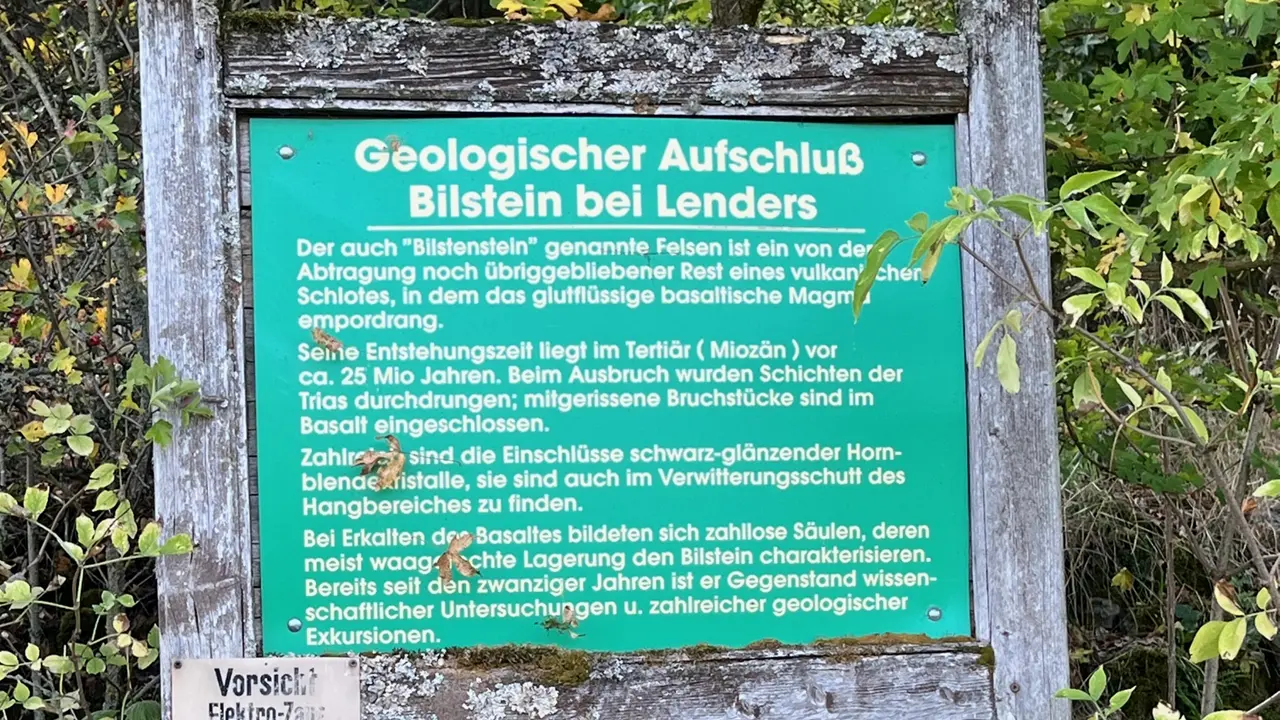 Geologischer Aufschluß
Bilstein bei Lenders
Der auch "Bilstenstein" genannte Felsen ist ein von der
Abtragung noch übriggebliebener Rest eines vulkanischen
Schlotes, in dem das glutflüssige basaltische Magma
empordrang.
Seine Entstehungszeit liegt im Tertiär ( Miozän ) vor
ca. 25 Mio Jahren. Beim Ausbruch wurden Schichten der
Trias durchdrungen; mitgerissene Bruchstücke sind im
Basalt eingeschlossen.
Zahlreich sind die Einschlüsse schwarz-glänzender Horn-
blendekristalle, sie sind auch im Verwitterungsschutt des
Hangbereiches zu finden.
Bei Erkalten des Basaltes bildeten sich zahllose Säulen, deren
meist waagrechte Lagerung den Bilstein charakterisieren.
Bereits seit den zwanziger Jahren ist er Gegenstand wissen-
schaftlicher Untersuchungen u. zahlreicher geologischer
Exkursionen.
Vorsicht
Elektro-Zaun